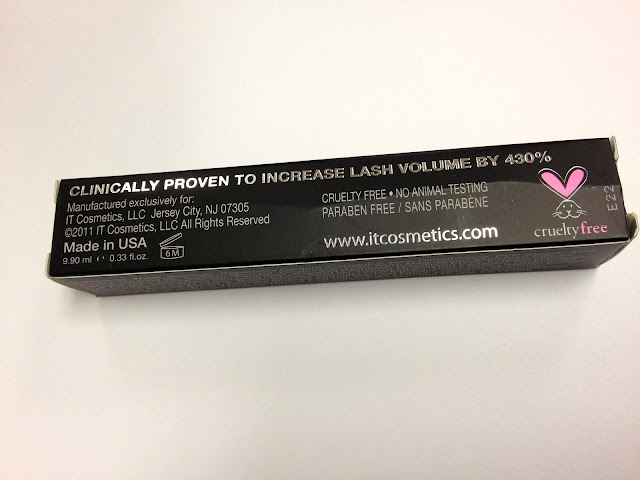 CLINICALLY PROVEN TO INCREASE LASH VOLUME BY 430%
Manufactured exclusively for:
IT Cosmetics, LLC Jersey City, NJ 07305
©2011 IT Cosmetics, LLC All Rights Reserved
Made in USA
9.90 ml ℮ 0.33 fl.oz.
6M
CRUELTY FREE • NO ANIMAL TESTING
PARABEN FREE / SANS PARABÈNE
www.itcosmetics.com
crueltyfree
E22